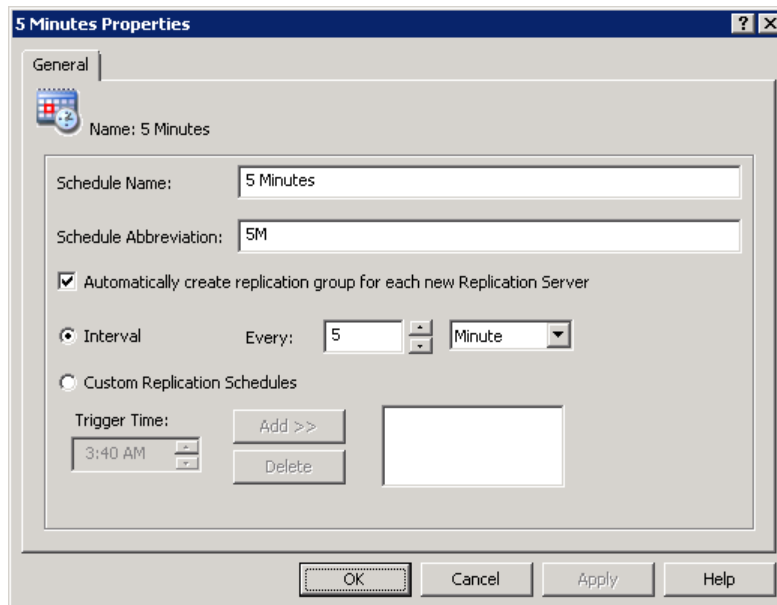 5 Minutes Properties
General
Name: 5 Minutes
Schedule Name: 5 Minutes
Schedule Abbreviation: 5M
Automatically create replication group for each new Replication Server
Interval Every: 5 Minute
Custom Replication Schedules
Trigger Time:
Add >>
3:40 AM
Delete
OK Cancel Apply Help